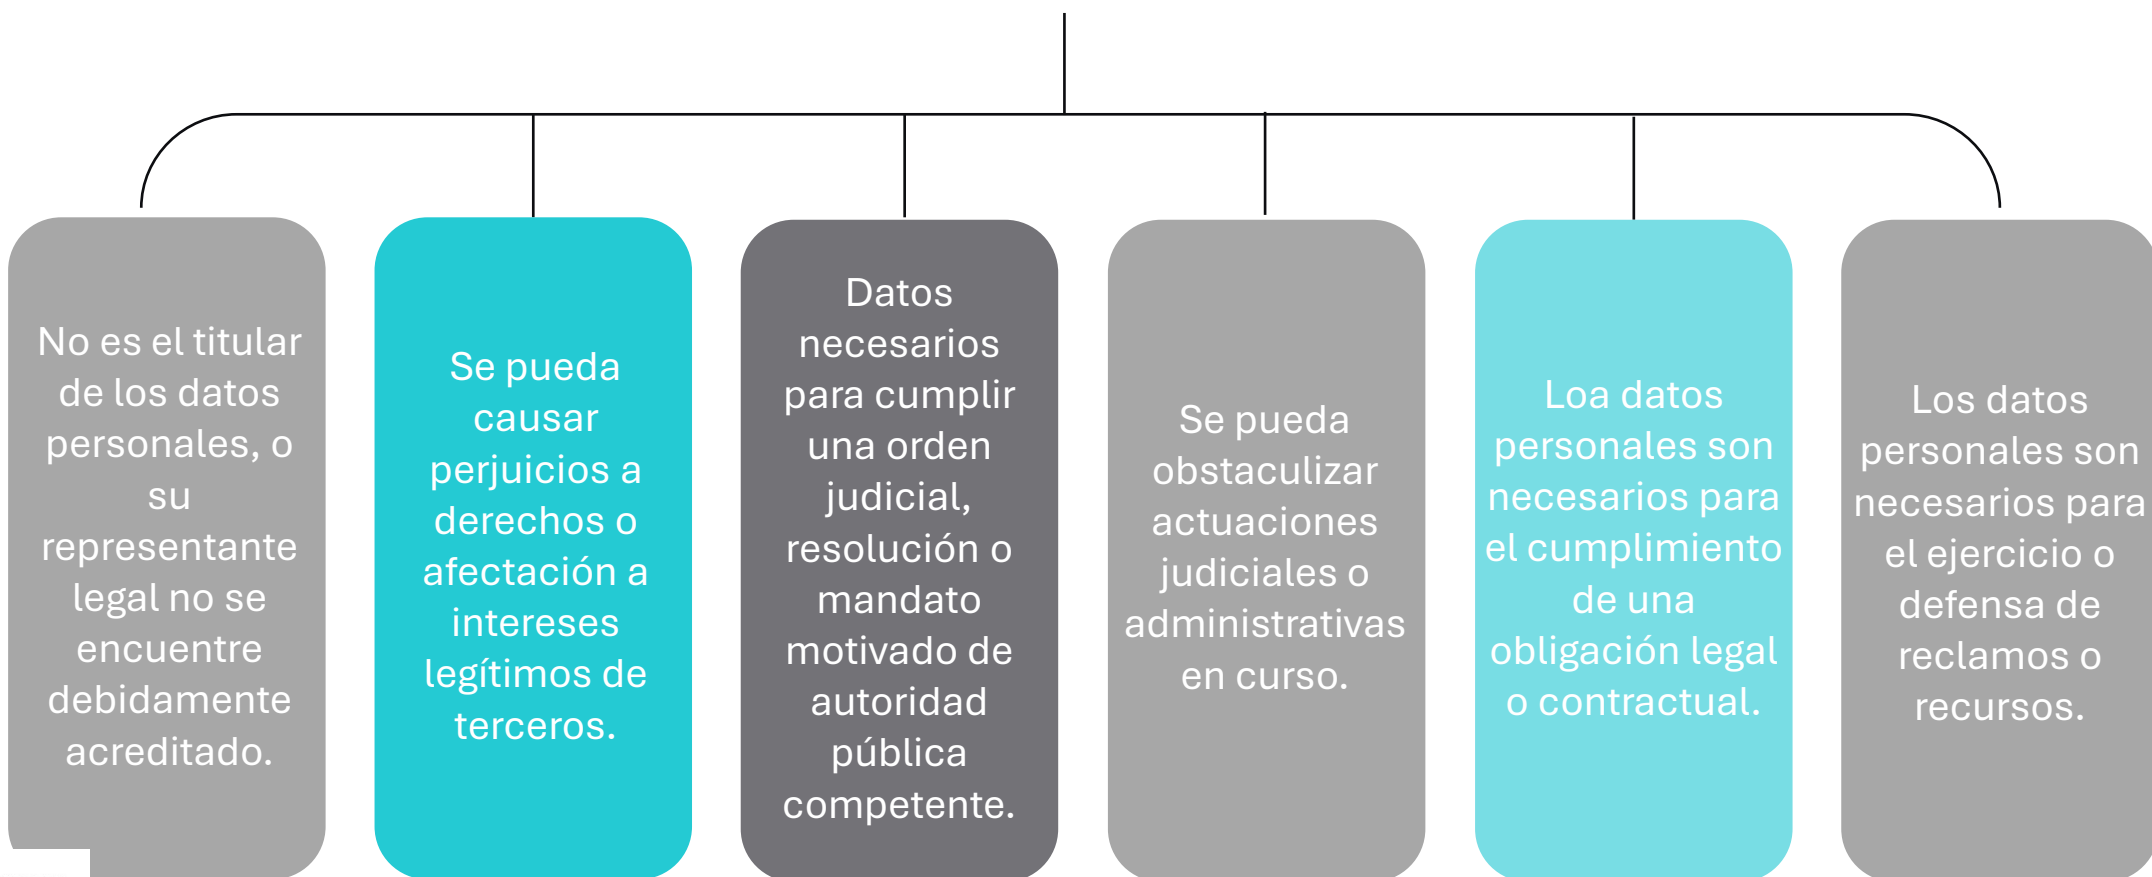 No es el titular
de los datos
personales, o
su
representante
legal no se
encuentre
debidamente
acreditado.
Se pueda
causar
perjuicios a
derechos o
afectación a
intereses
legítimos de
terceros.
Datos
necesarios
para cumplir
una orden
judicial,
resolución o
mandato
motivado de
autoridad
pública
competente.
Se pueda
obstaculizar
actuaciones
judiciales o
administrativas
en curso.
Loa datos
personales son
necesarios para
el cumplimiento
de una
obligación legal
o contractual.
Los datos
personales son
necesarios para
el ejercicio o
defensa de
reclamos o
recursos.